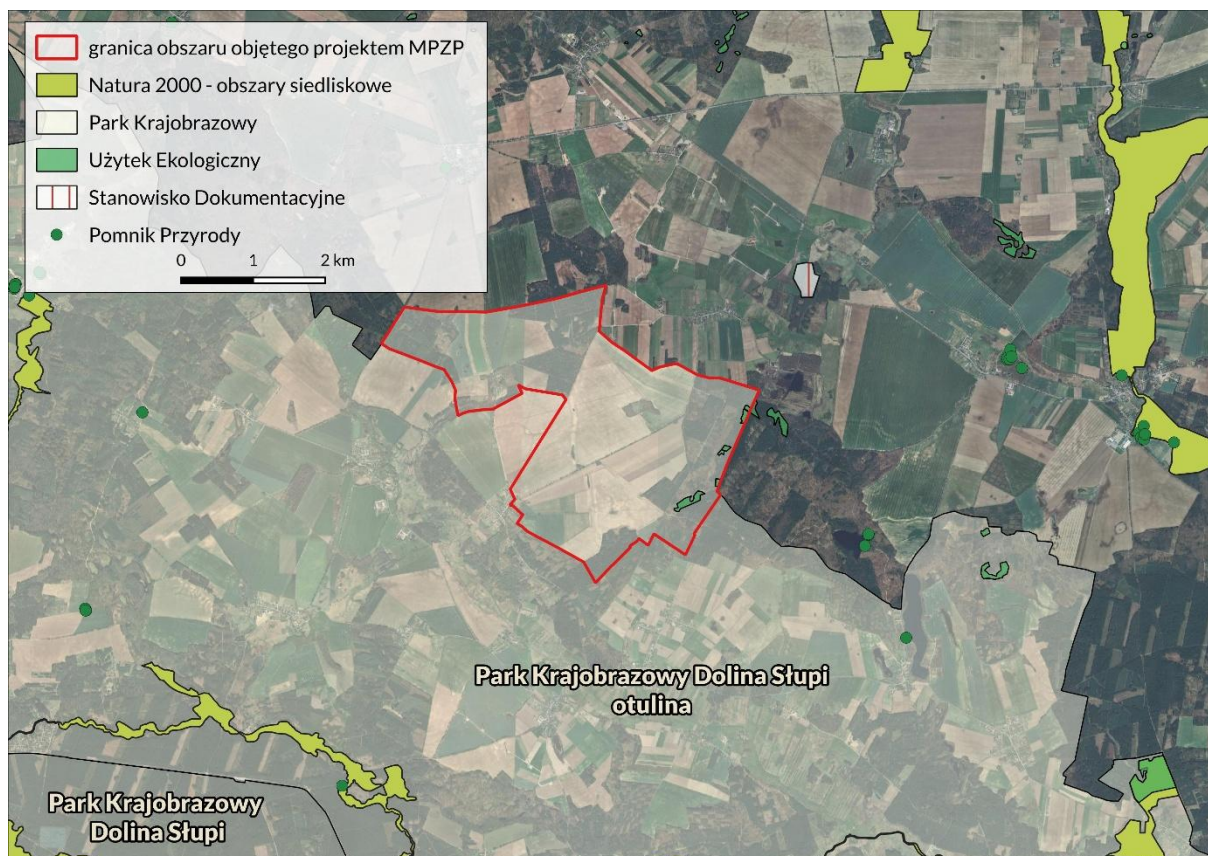 granica obszaru objętego projektem MPZP
Natura 2000 - obszary siedliskowe
Park Krajobrazowy
Użytek Ekologiczny
Stanowisko Dokumentacyjne
Pomnik Przyrody
0 1 2 km
Park Krajobrazowy Dolina Słupi
otulina
Park Krajobrazowy
Dolina Słupi